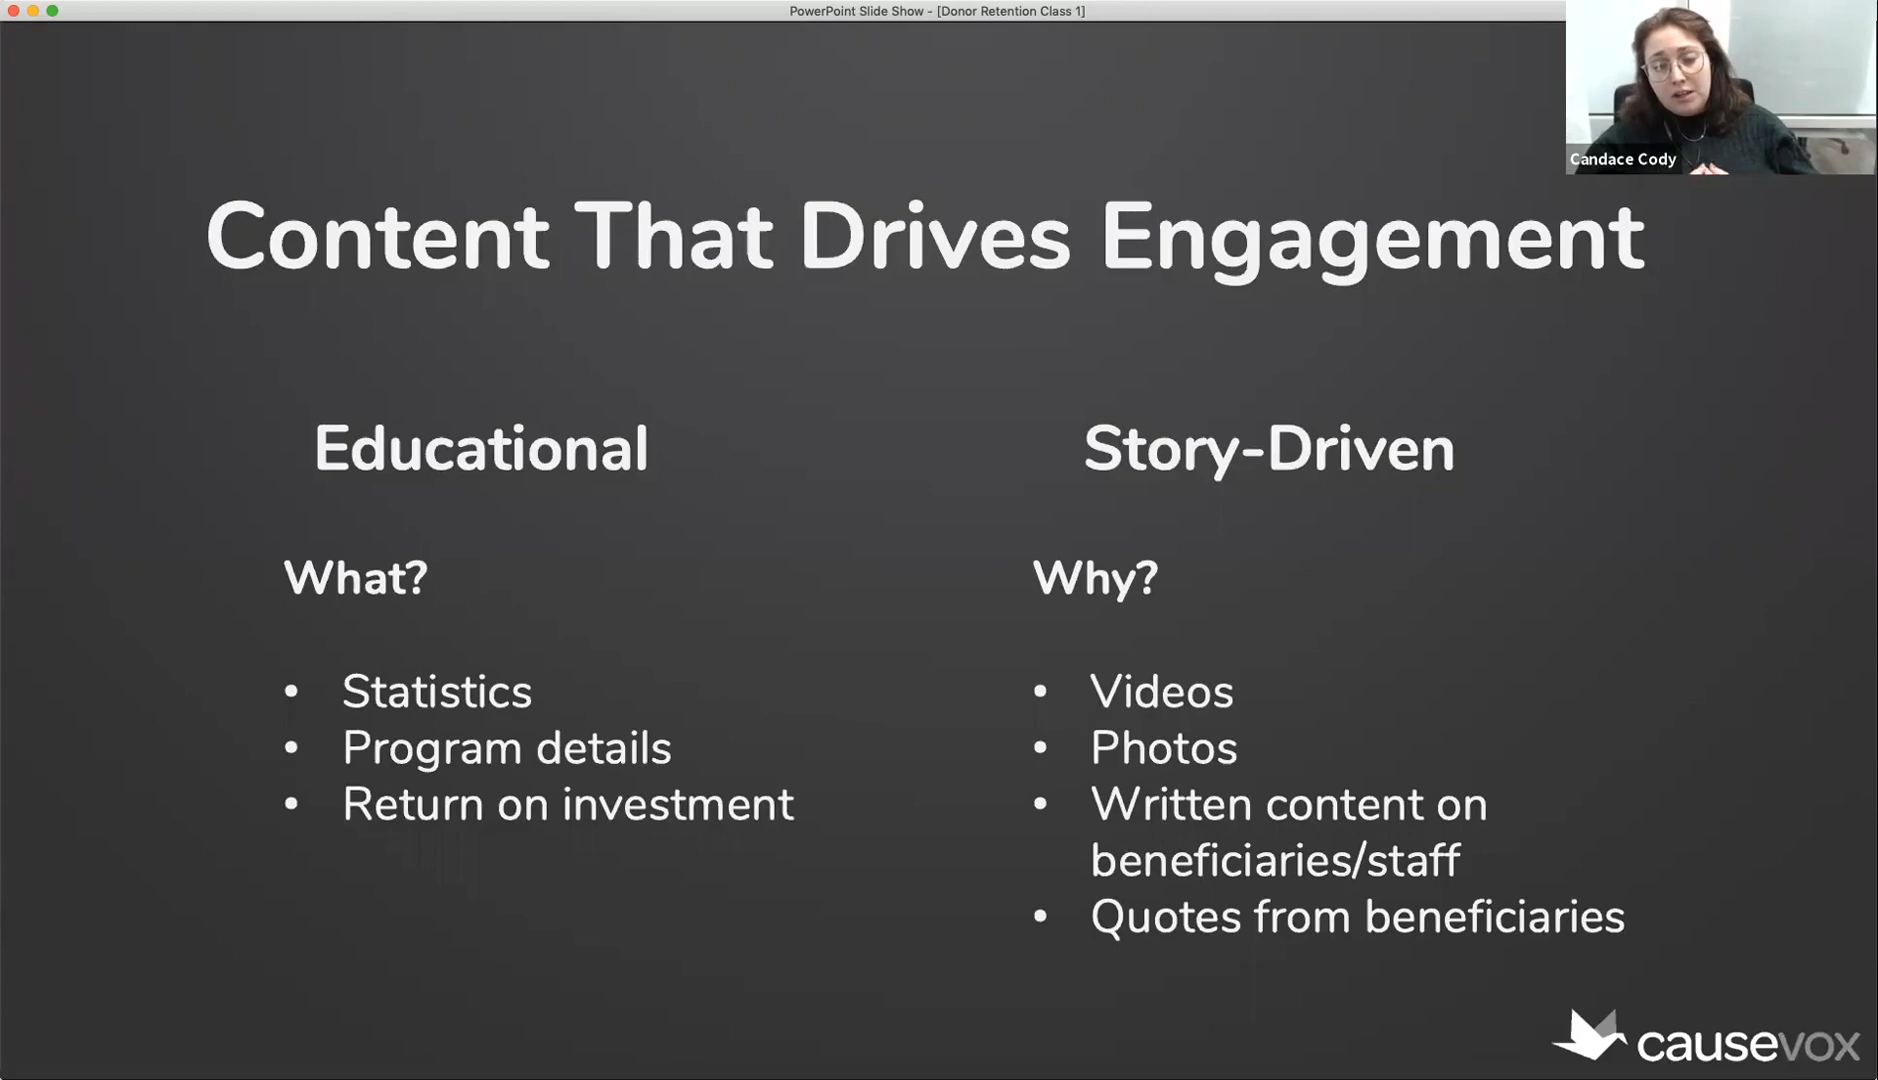 PowerPoint Slide Show - [Donor Retention Class 1]
Candace Cody
Content That Drives Engagement
Educational
What?
• Statistics
• Program details
• Return on investment
Story-Driven
Why?
• Videos
• Photos
• Written content on
beneficiaries/staff
• Quotes from beneficiaries
causevox